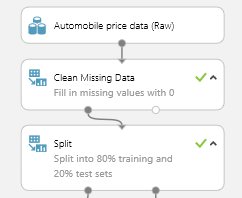 Automobile price data (Raw)
Clean Missing Data
Fill in missing values with 0
Split
Split into 80% training and
20% test sets